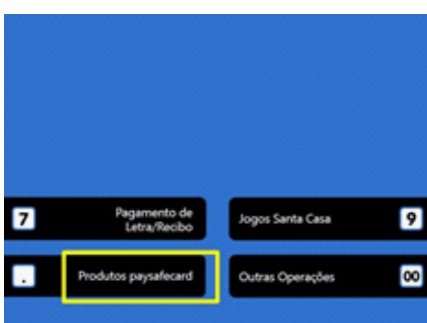 7
Pagamento de
Letra/Recibo
Jogos Santa Casa
9
.
Produtos paysafecard
Outras Operações
00